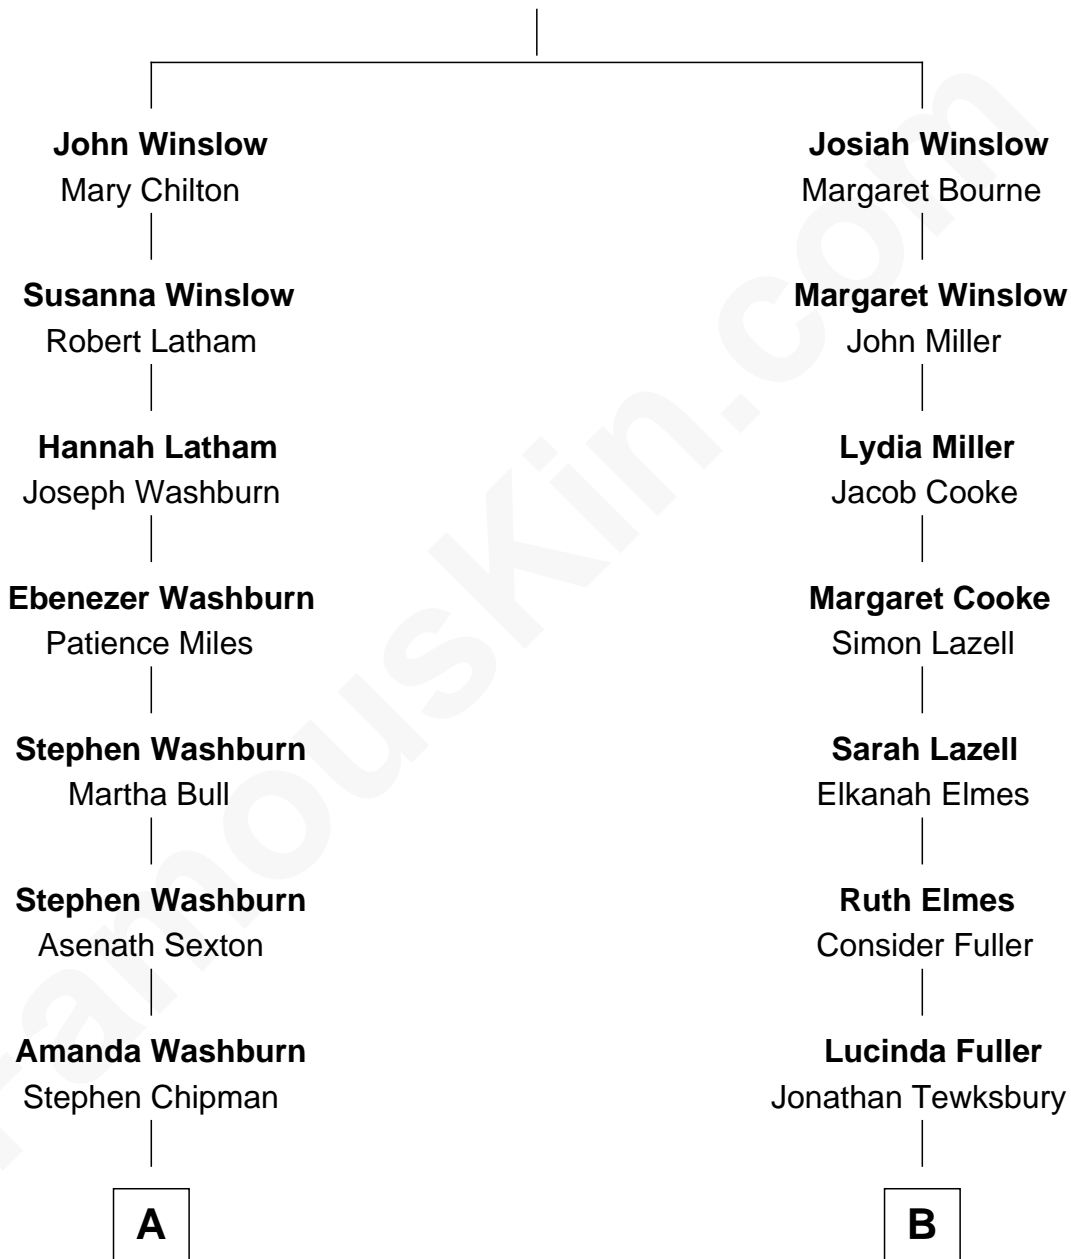 John Winslow
Mary Chilton
Susanna Winslow
Robert Latham
Hannah Latham
Joseph Washburn
Ebenezer Washburn
Patience Miles
Stephen Washburn
Martha Bull
Stephen Washburn
Asenath Sexton
Amanda Washburn
Stephen Chipman
A
Josiah Winslow
Margaret Bourne
Margaret Winslow
John Miller
Lydia Miller
Jacob Cooke
Margaret Cooke
Simon Lazell
Sarah Lazell
Elkanah Elmes
Ruth Elmes
Consider Fuller
Lucinda Fuller
Jonathan Tewksbury
B
FamousKin.com